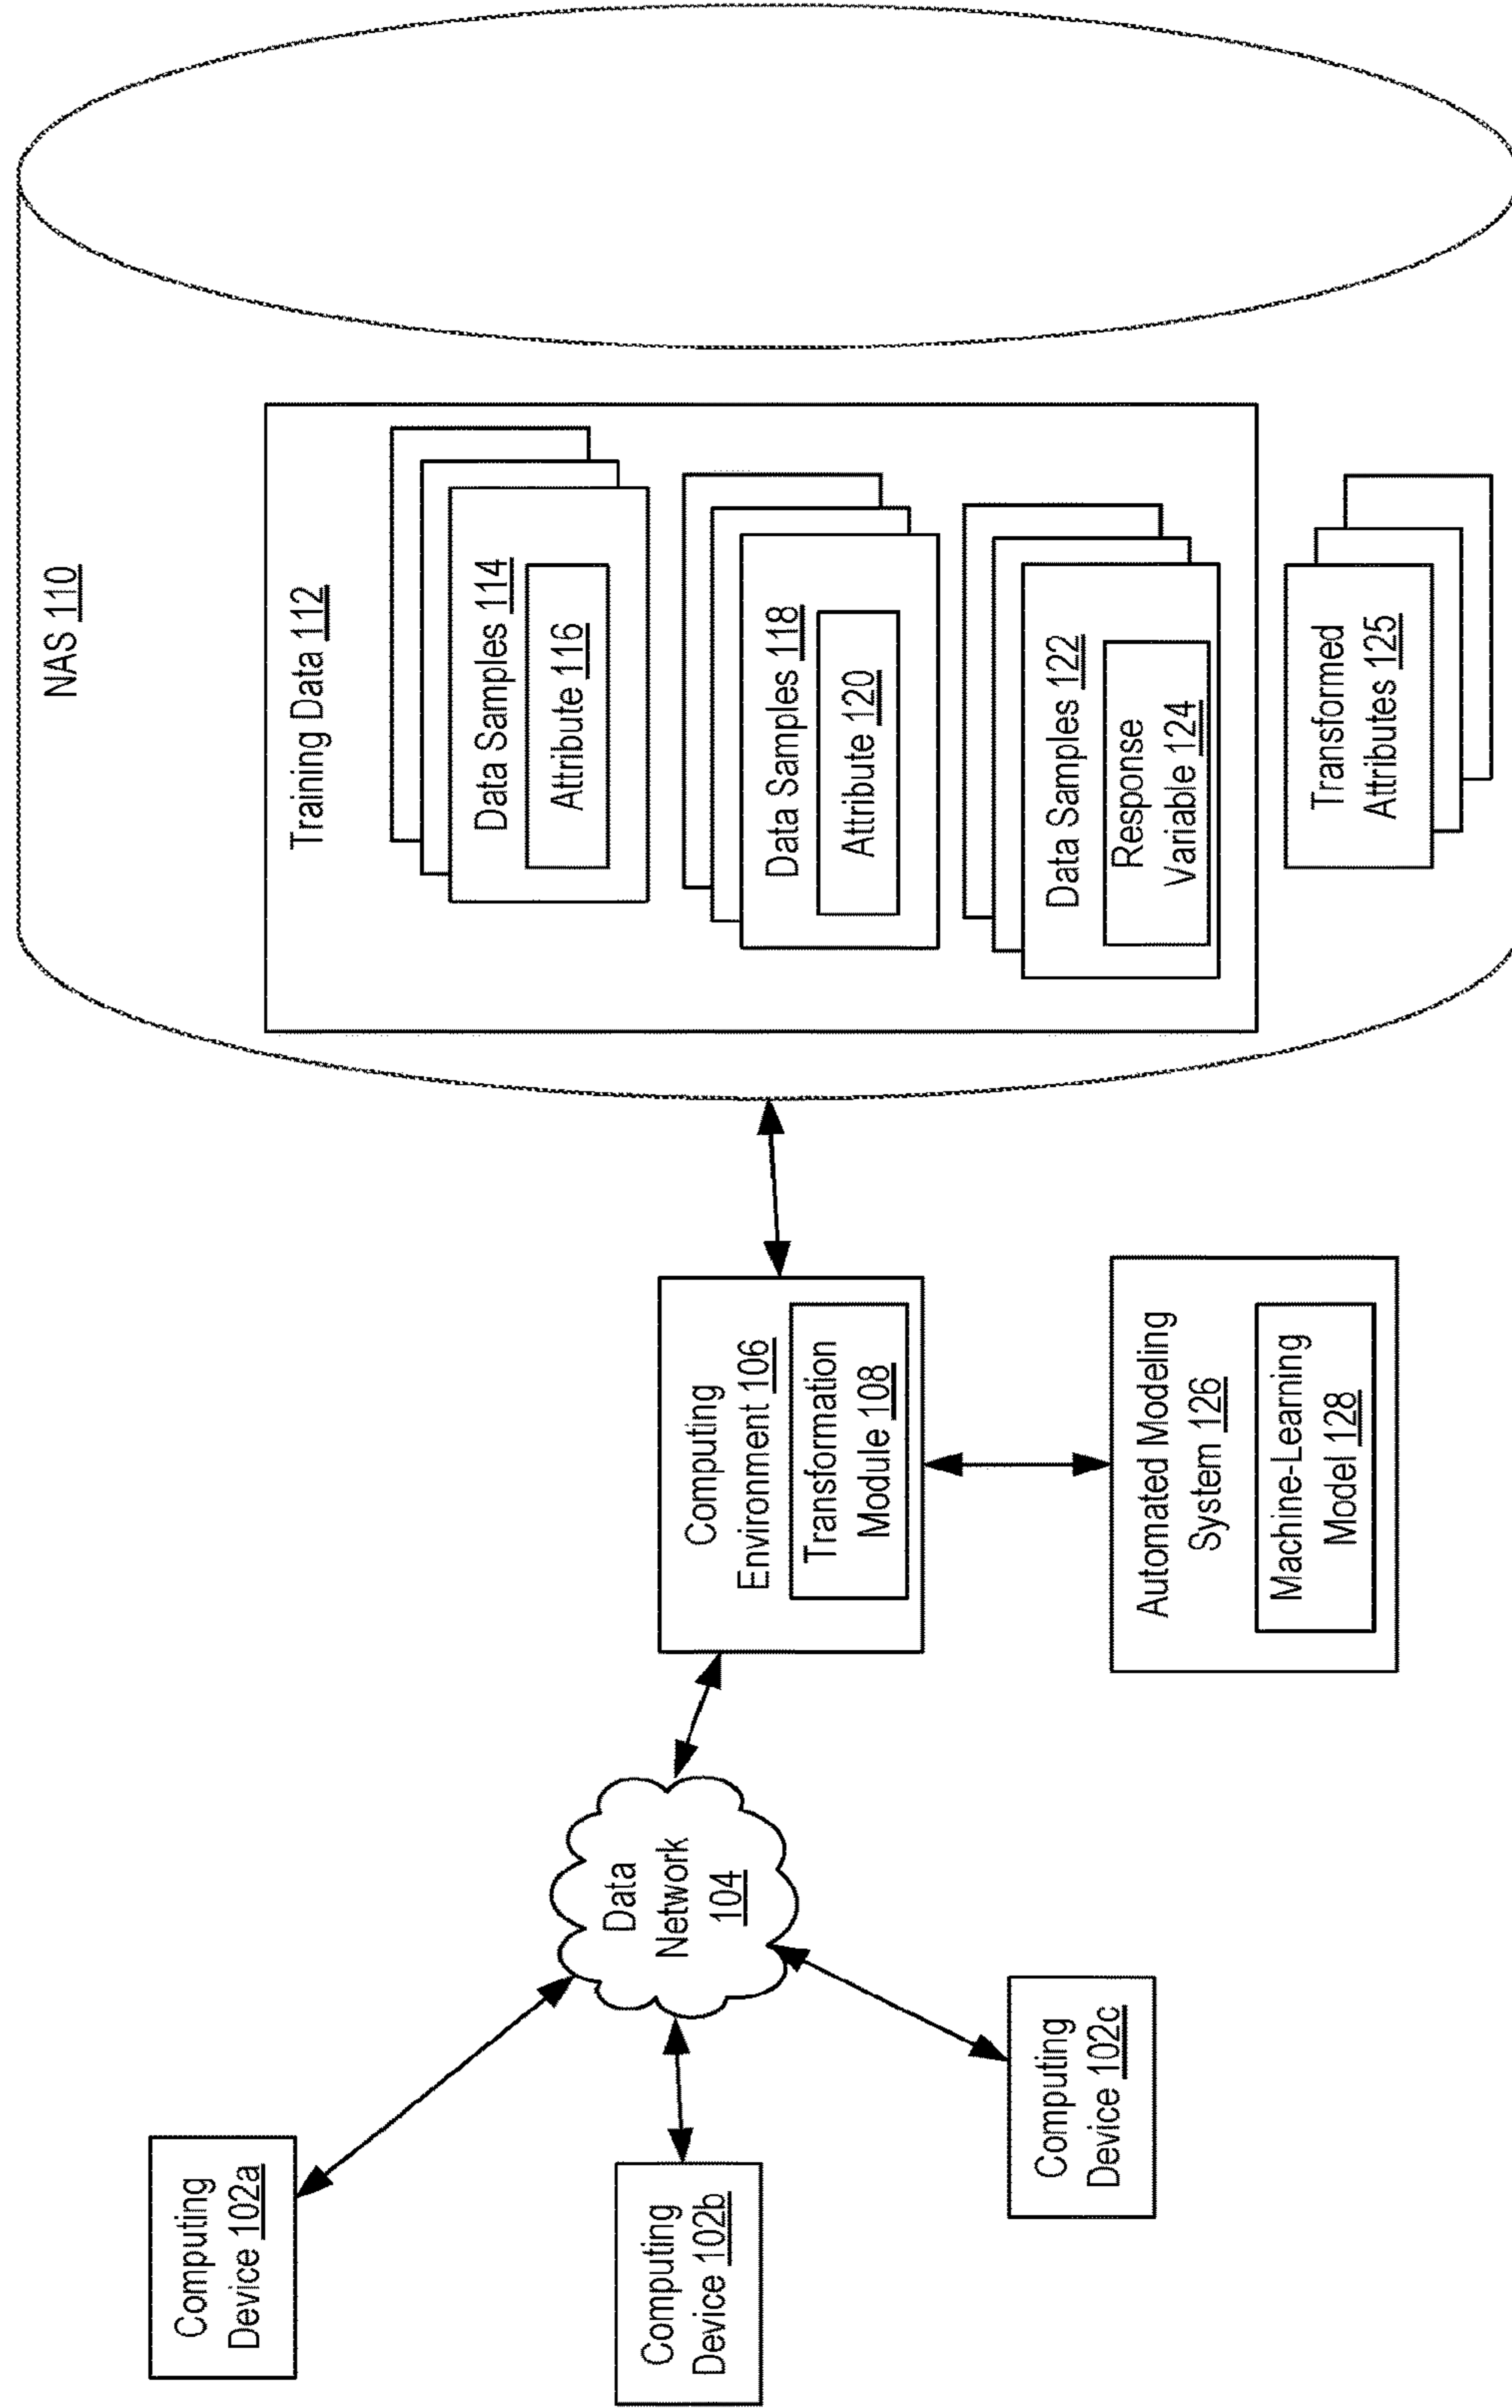 Computing
Device 102a
Computing
Device 102b
Computing
Device 102c
Data
Network
104
Computing
Environment 106
Transformation
Module 108
Automated Modeling
System 126
Machine-Learning
Model 128
NAS 110
Training Data 112
Data Samples 114
Attribute 116
Data Samples 118
Attribute 120
Data Samples 122
Response
Variable 124
Transformed
Attributes 125